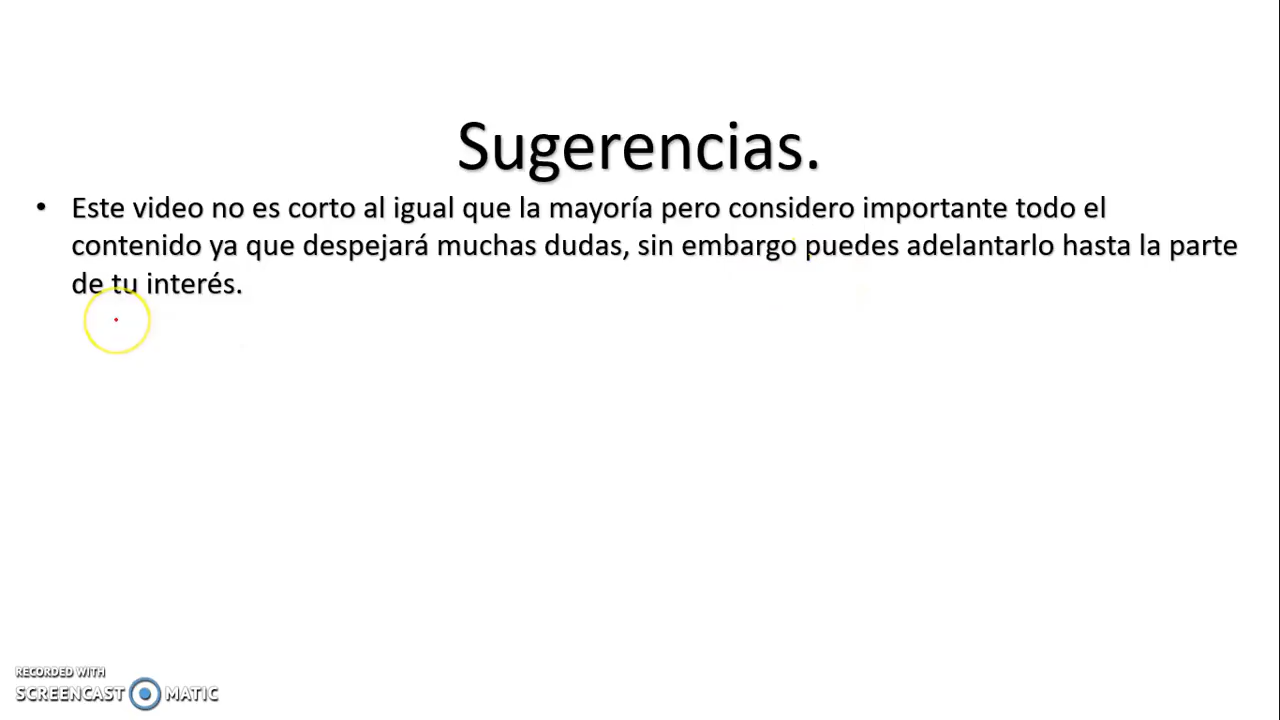 Sugerencias.
• Este video no es corto al igual que la mayoría pero considero importante todo el
contenido ya que despejará muchas dudas, sin embargo puedes adelantarlo hasta la parte
de tu interés.
RECORDED WITH
SCREENCAST MATIC